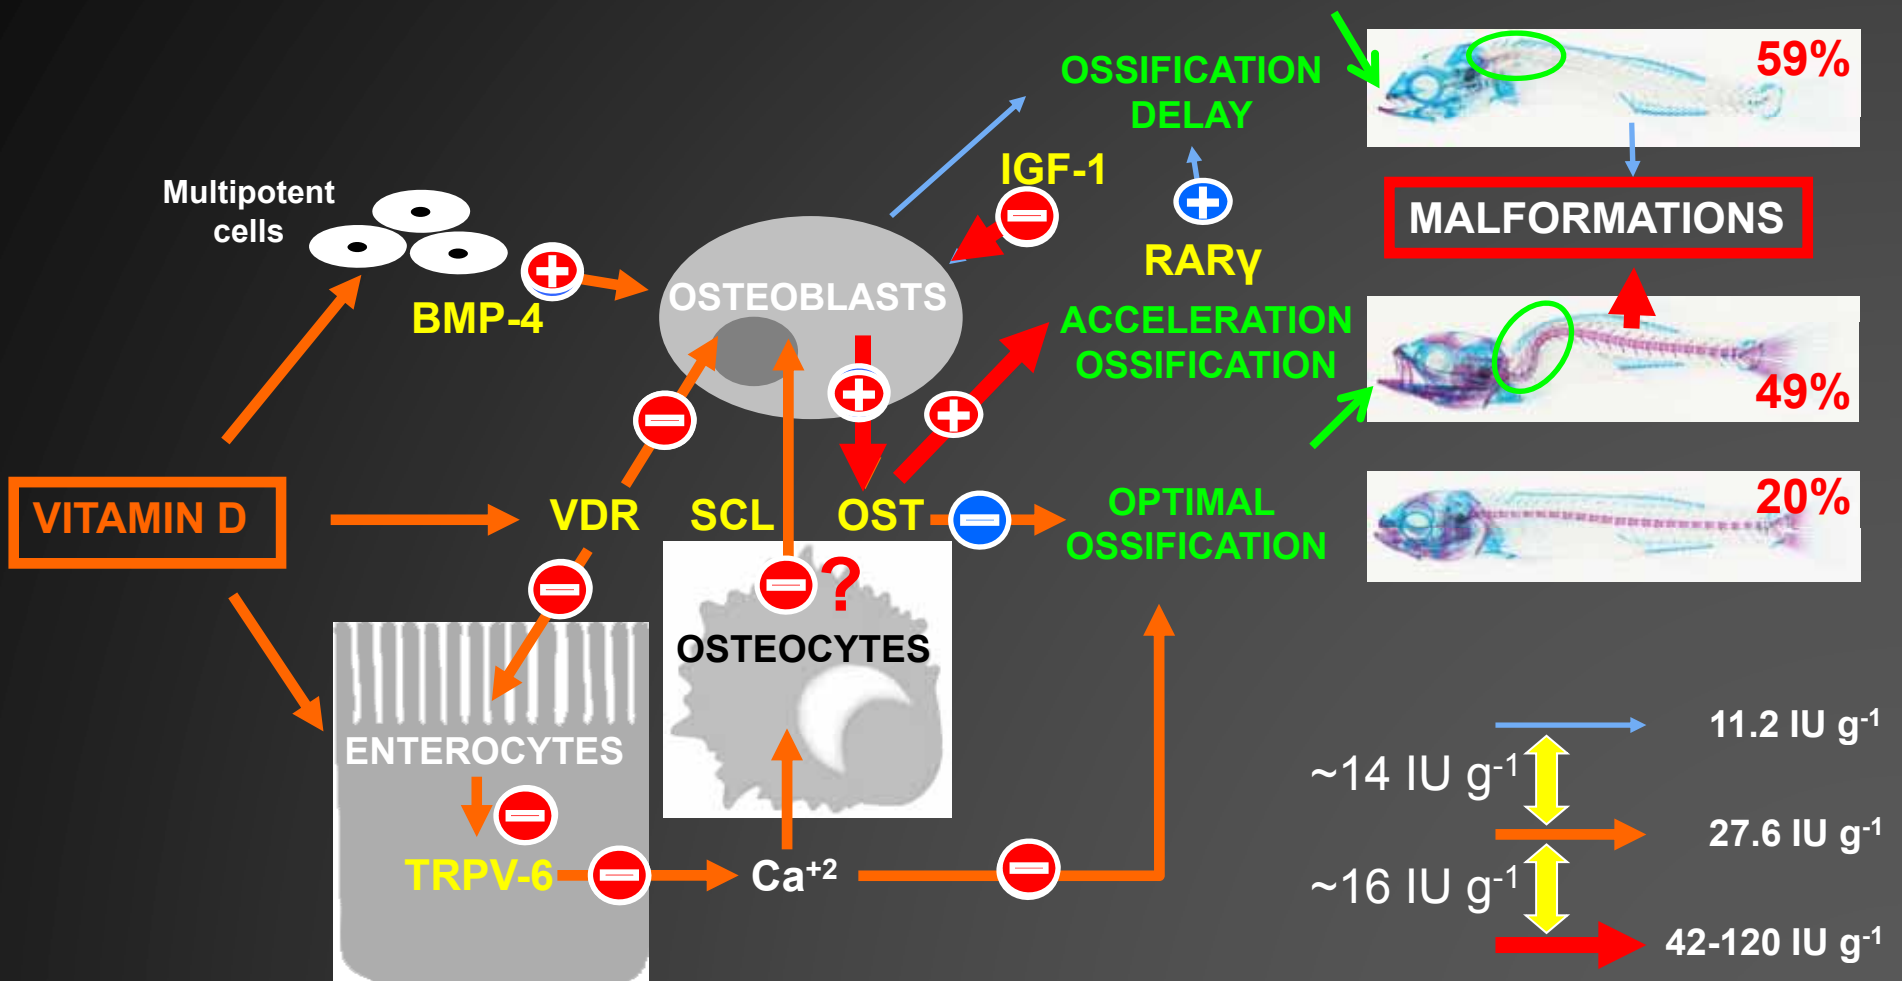 OSSIFICATION
DELAY
59%
IGF-1
Multipotent
cells
MALFORMATIONS
RARγ
OSTEOBLASTS
BMP-4
ACCELERATION
OSSIFICATION
49%
VITAMIN D
VDR
SCL
OST
OPTIMAL
OSSIFICATION
20%
?
OSTEOCYTES
ENTEROCYTES
TRPV-6
Ca+2
11.2 IU g-1
~14 IU g-1
27.6 IU g-1
~16 IU g-1
42-120 IU g-1